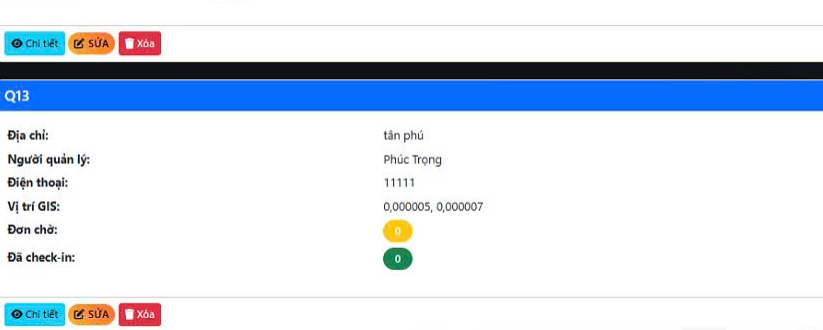 Chi tiết SỬA Xóa
Q13
Địa chỉ: tân phú
Người quản lý: Phúc Trọng
Điện thoại: 11111
Vị trí GIS: 0,000005, 0,000007
Đơn chờ: 0
Đã check-in: 0
Chi tiết SỬA Xóa